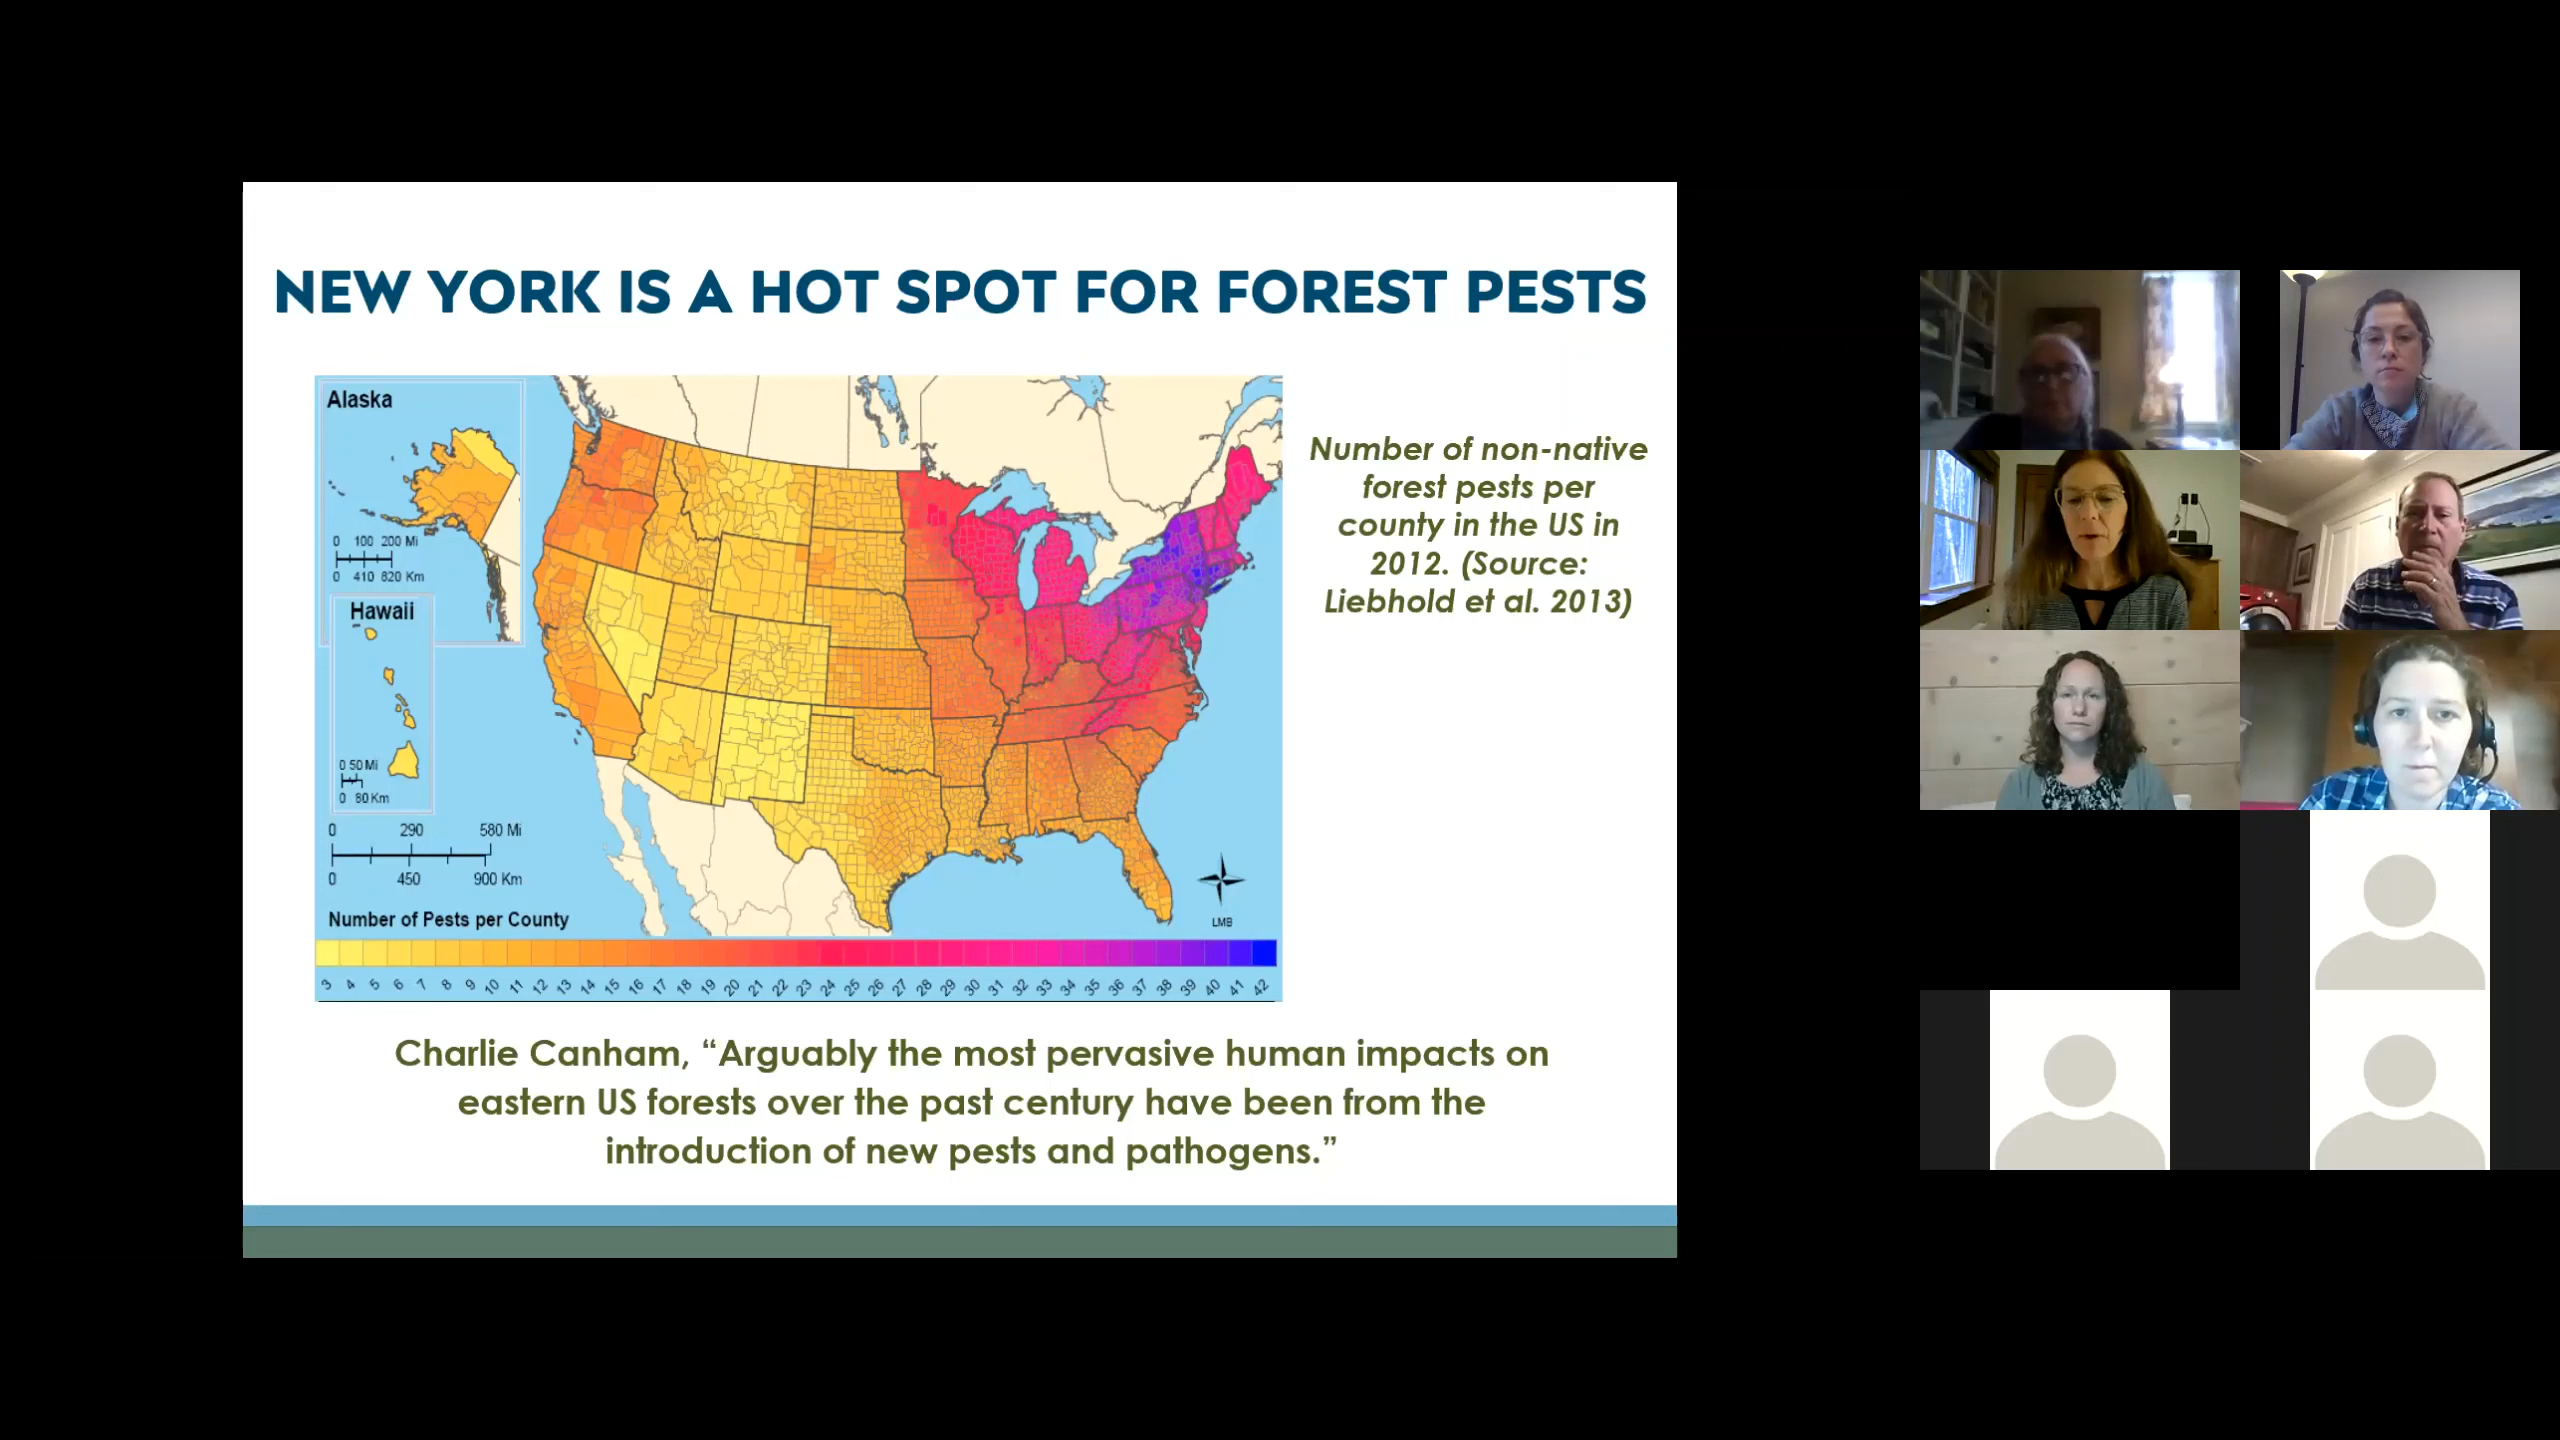 NEW YORK IS A HOT SPOT FOR FOREST PESTS
Alaska
0 100 200 Mi
0 410 820 Km
Hawaii
0 50 Mi
0 80 Km
0 290 580 Mi
0 450 900 Km
LMB
Number of Pests per County
3 4 5 6 7 8 9 10 11 12 13 14 15 16 17 18 19 20 21 22 23 24 25 26 27 28 29 30 31 32 33 34 35 36 37 38 39 40 41 42
Number of non-native
forest pests per
county in the US in
2012. (Source:
Liebhold et al. 2013)
Charlie Canham, “Arguably the most pervasive human impacts on
eastern US forests over the past century have been from the
introduction of new pests and pathogens.”